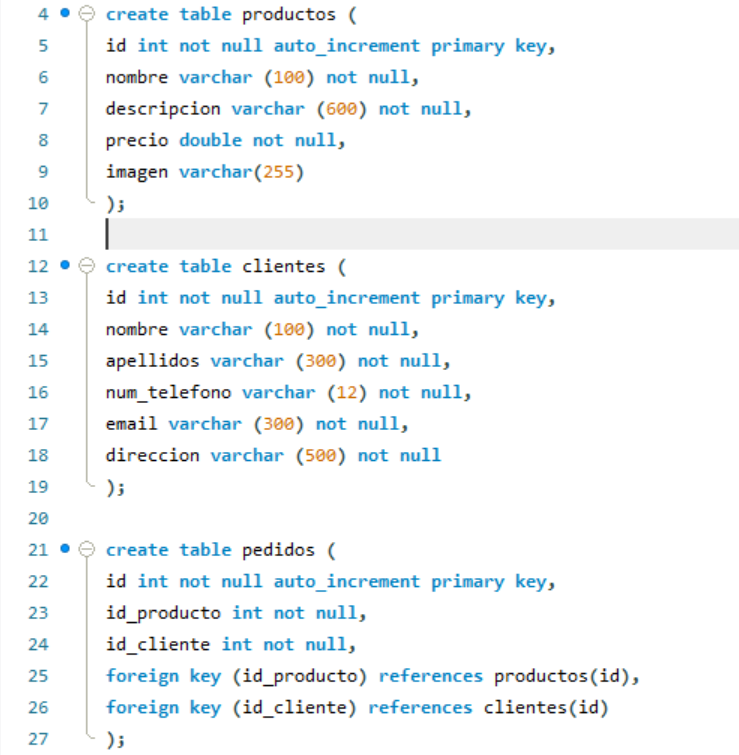 4 create table productos (
5 id int not null auto_increment primary key,
6 nombre varchar (100) not null,
7 descripcion varchar (600) not null,
8 precio double not null,
9 imagen varchar(255)
10 );
11
12 create table clientes (
13 id int not null auto_increment primary key,
14 nombre varchar (100) not null,
15 apellidos varchar (300) not null,
16 num_telefono varchar (12) not null,
17 email varchar (300) not null,
18 direccion varchar (500) not null
19 );
20
21 create table pedidos (
22 id int not null auto_increment primary key,
23 id_producto int not null,
24 id_cliente int not null,
25 foreign key (id_producto) references productos(id),
26 foreign key (id_cliente) references clientes(id)
27 );